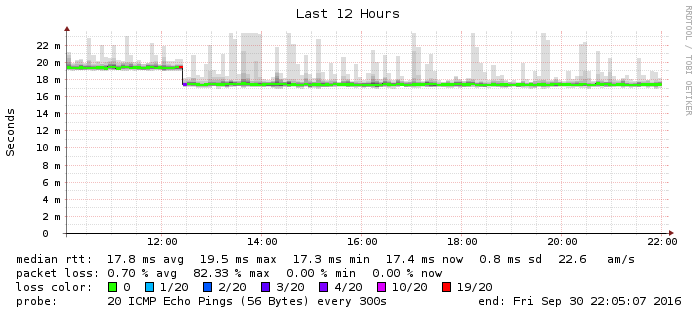 Last 12 Hours
RRDTOOL / TOBI OETIKER
Seconds
22 m
20 m
18 m
16 m
14 m
12 m
10 m
8 m
6 m
4 m
2 m
0
12:00 14:00 16:00 18:00 20:00 22:00
median rtt: 17.8 ms avg 19.5 ms max 17.3 ms min 17.4 ms now 0.8 ms sd 22.6 am/s
packet loss: 0.70 % avg 82.33 % max 0.00 % min 0.00 % now
loss color: 0 1/20 2/20 3/20 4/20 10/20 19/20
probe: 20 ICMP Echo Pings (56 Bytes) every 300s end: Fri Sep 30 22:05:07 2016